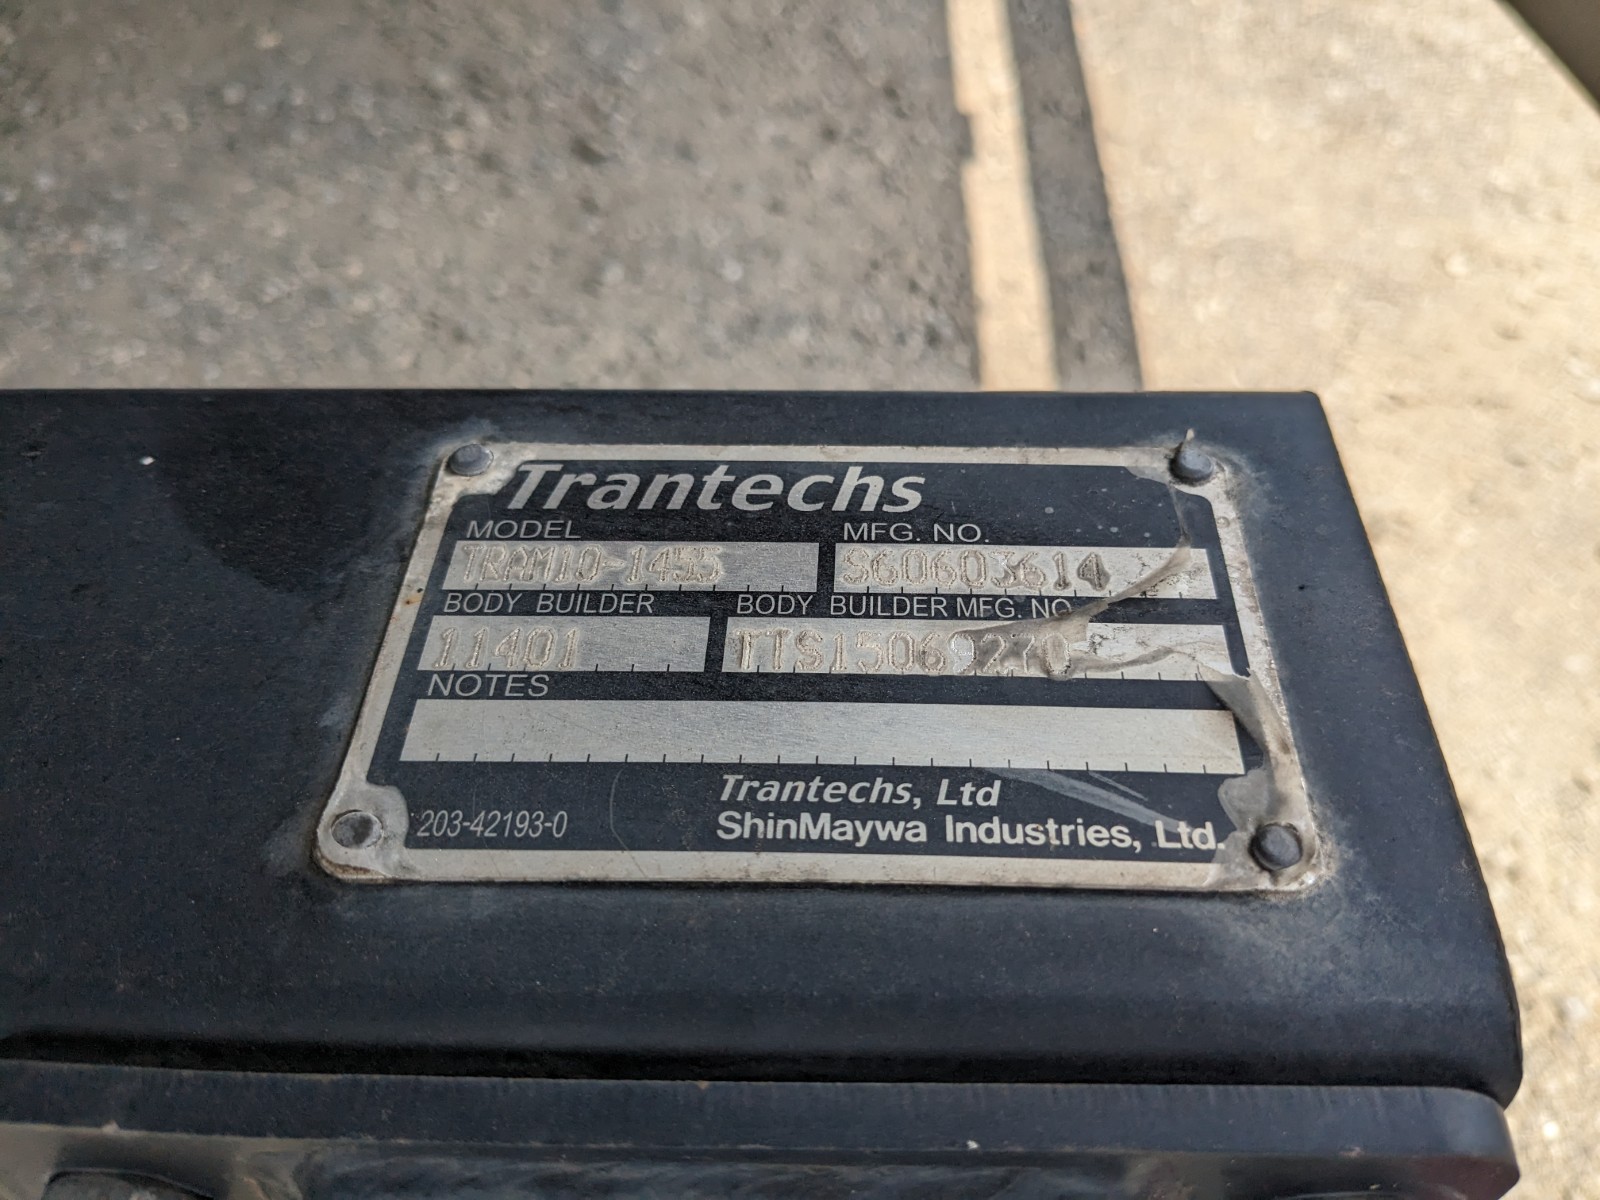 Trantechs
MODEL MFG. NO.
TRAM10-1455 S60603614
BODY BUILDER BODY BUILDER MFG. NO.
11401 TTS15069270
NOTES
Trantechs, Ltd
203-42193-0 ShinMaywa Industries, Ltd.